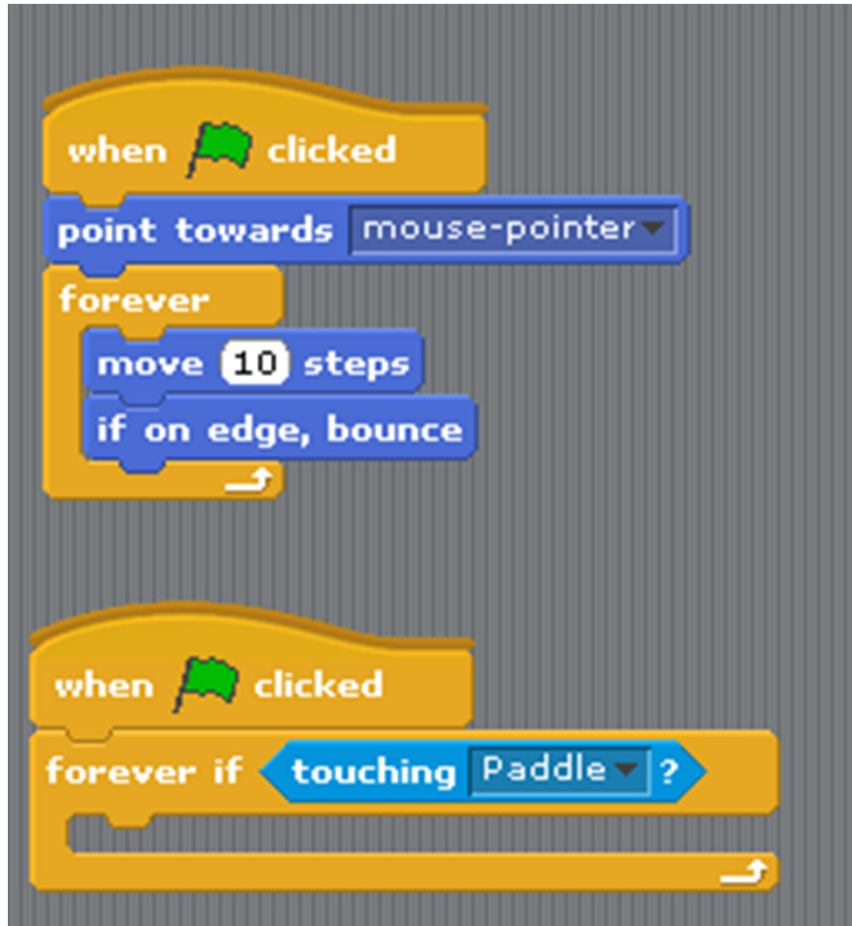 when clicked
point towards mouse-pointer
forever
move 10 steps
if on edge, bounce
when clicked
forever if touching Paddle ?